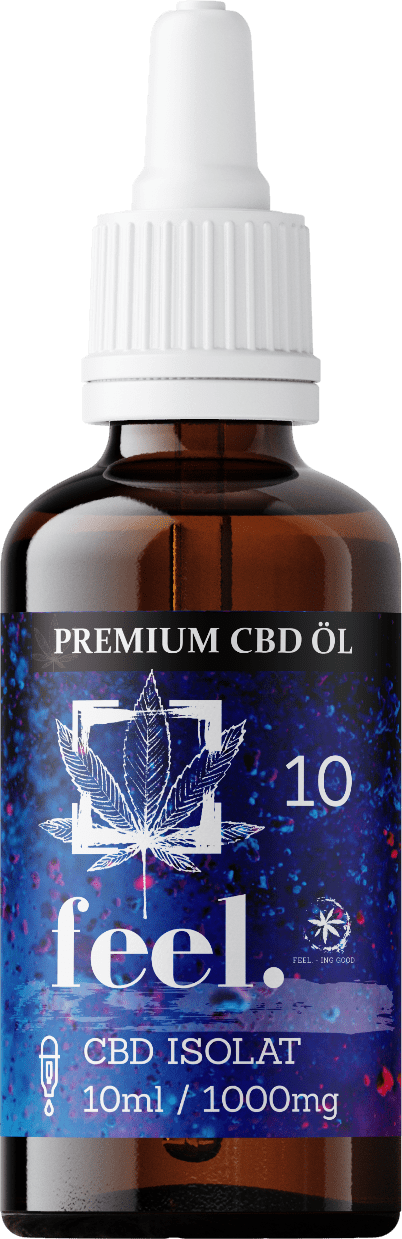 PREMIUM CBD ÖL
10
feel.
FEEL.-ING GOOD
CBD ISOLAT
10ml / 1000mg